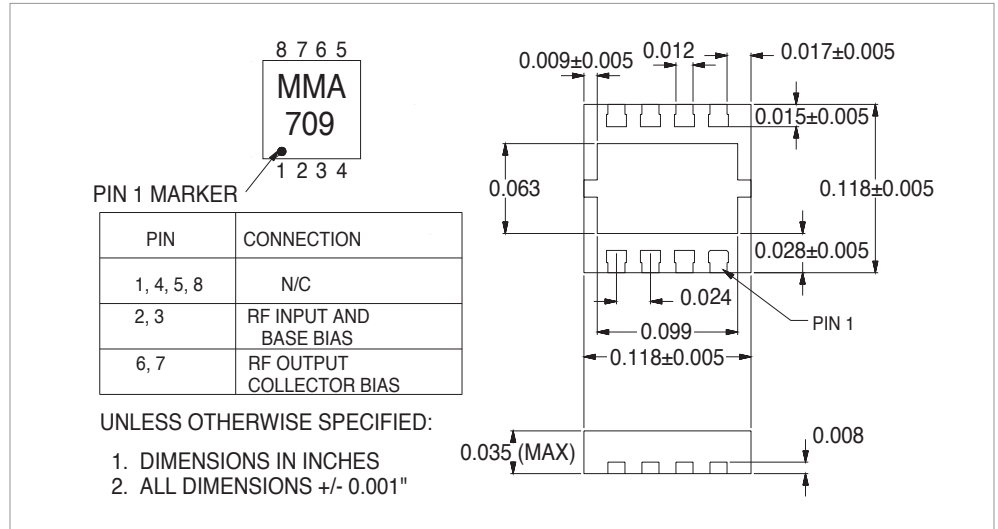 8 7 6 5
MMA
709
1 2 3 4
PIN 1 MARKER
PIN CONNECTION
1, 4, 5, 8 N/C
2, 3 RF INPUT AND
BASE BIAS
6, 7 RF OUTPUT
COLLECTOR BIAS
UNLESS OTHERWISE SPECIFIED:
1. DIMENSIONS IN INCHES
2. ALL DIMENSIONS +/- 0.001"
0.009±0.005
0.012
0.017±0.005
0.015±0.005
0.063
0.118±0.005
0.028±0.005
0.024
PIN 1
0.099
0.118±0.005
0.035 (MAX)
0.008